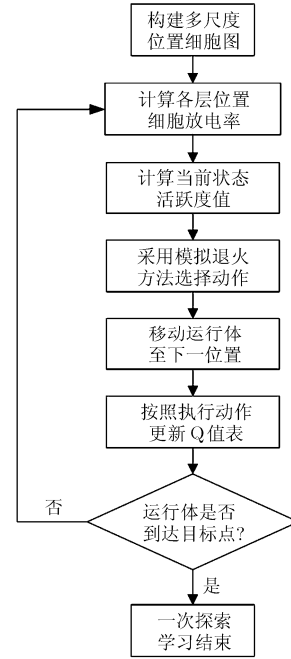 构建多尺度
位置细胞图
计算各层位置
细胞放电率
计算当前状态
活跃度值
采用模拟退火
方法选择动作
移动运行体
至下一位置
按照执行动作
更新Q值表
运行体是否
到达目标点?
否
是
一次探索
学习结束